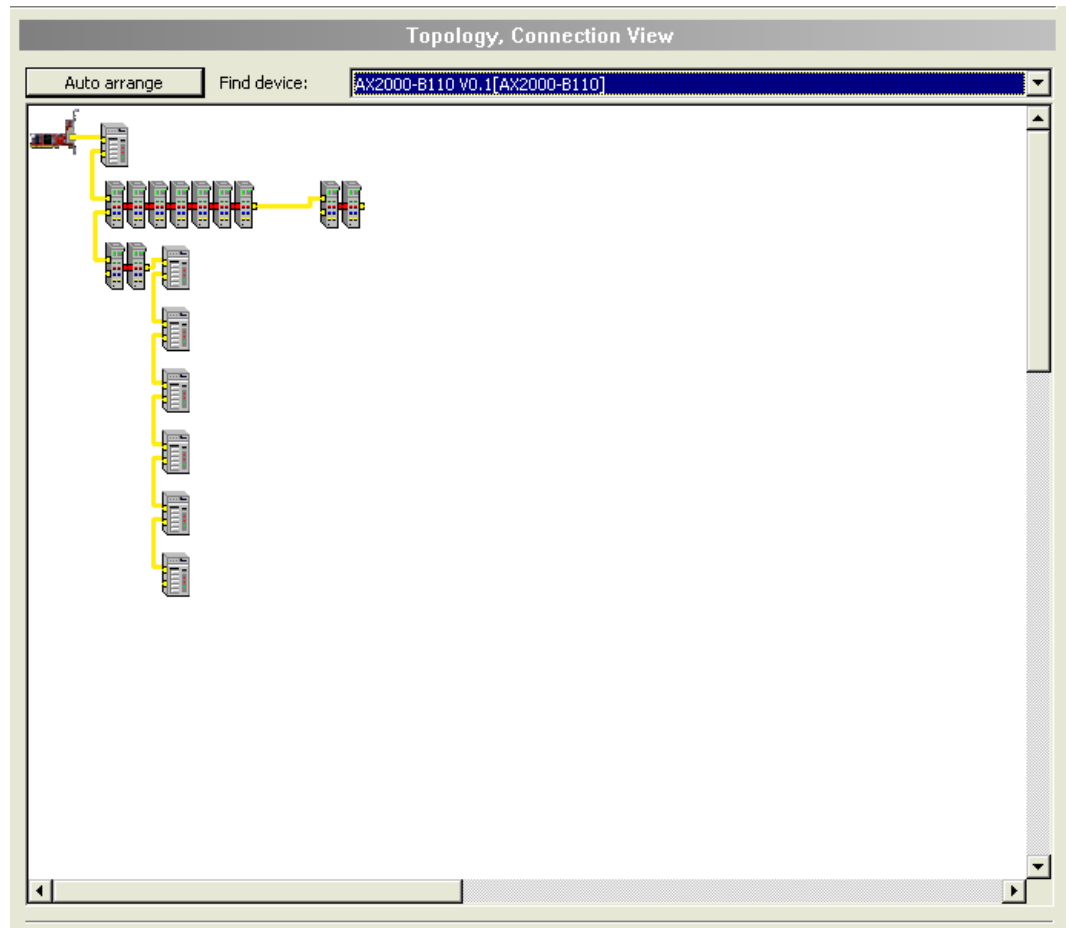 Topology, Connection View
Auto arrange Find device: AX2000-B110 V0.1[AX2000-B110]